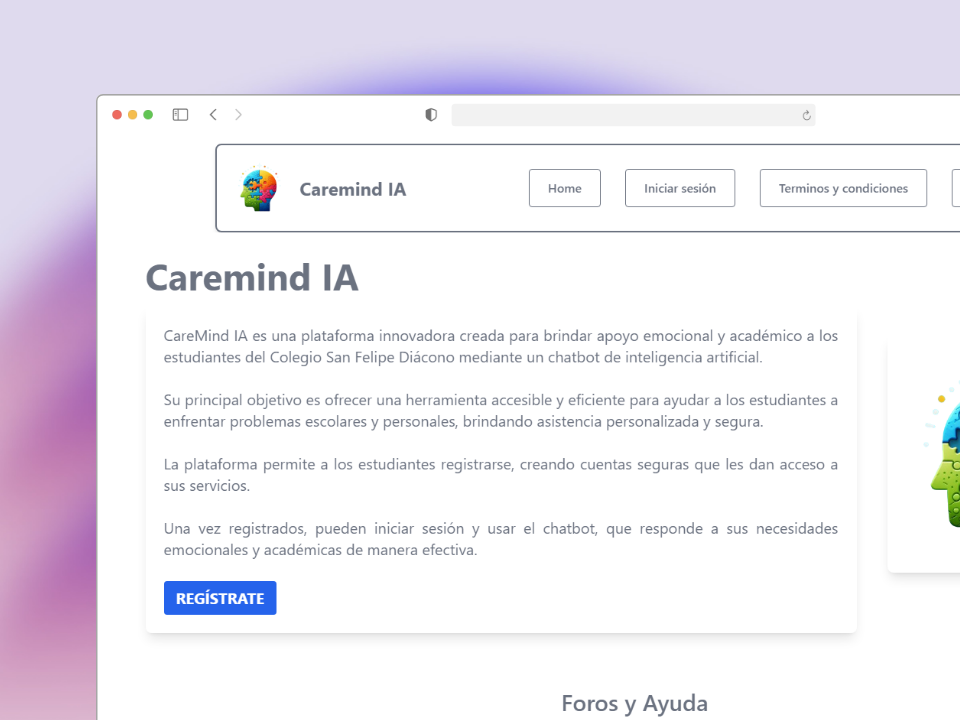 Caremind IA
Home
Iniciar sesión
Terminos y condiciones
Caremind IA
CareMind IA es una plataforma innovadora creada para brindar apoyo emocional y académico a los
estudiantes del Colegio San Felipe Diácono mediante un chatbot de inteligencia artificial.
Su principal objetivo es ofrecer una herramienta accesible y eficiente para ayudar a los estudiantes a
enfrentar problemas escolares y personales, brindando asistencia personalizada y segura.
La plataforma permite a los estudiantes registrarse, creando cuentas seguras que les dan acceso a
sus servicios.
Una vez registrados, pueden iniciar sesión y usar el chatbot, que responde a sus necesidades
emocionales y académicas de manera efectiva.
REGÍSTRATE
Foros y Ayuda